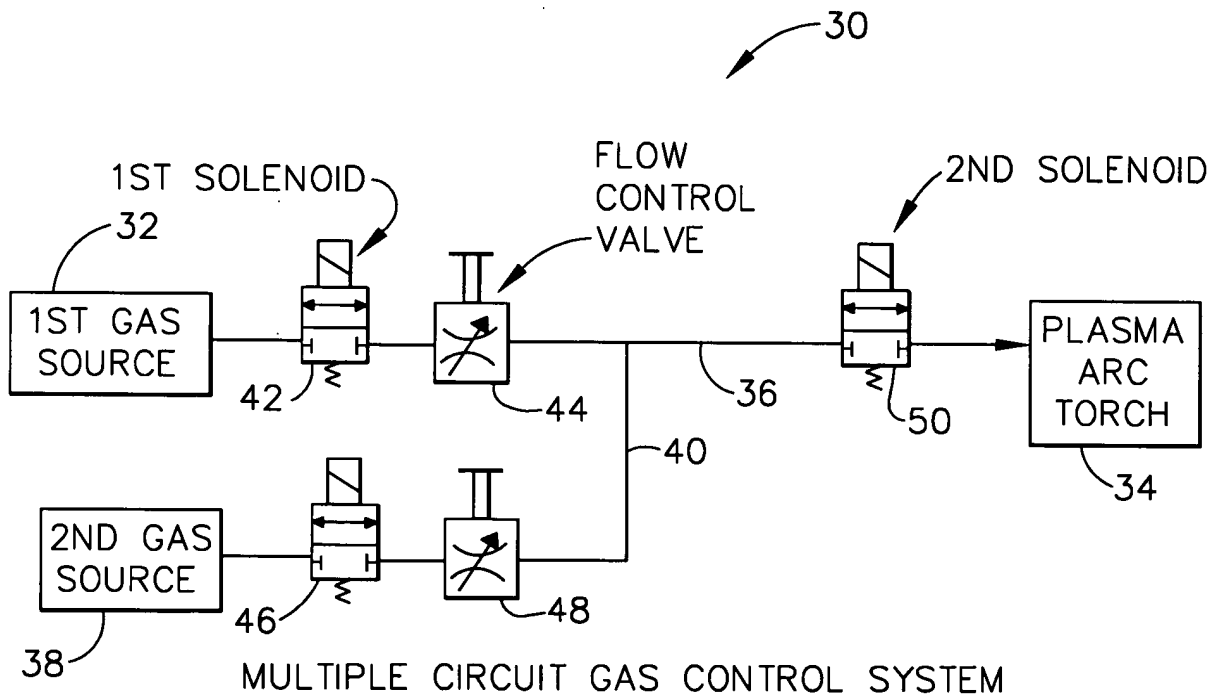 30
1ST SOLENOID
FLOW
CONTROL
VALVE
2ND SOLENOID
32
1ST GAS
SOURCE
42
44
36
50
PLASMA
ARC
TORCH
34
40
2ND GAS
SOURCE
38
46
48
MULTIPLE CIRCUIT GAS CONTROL SYSTEM